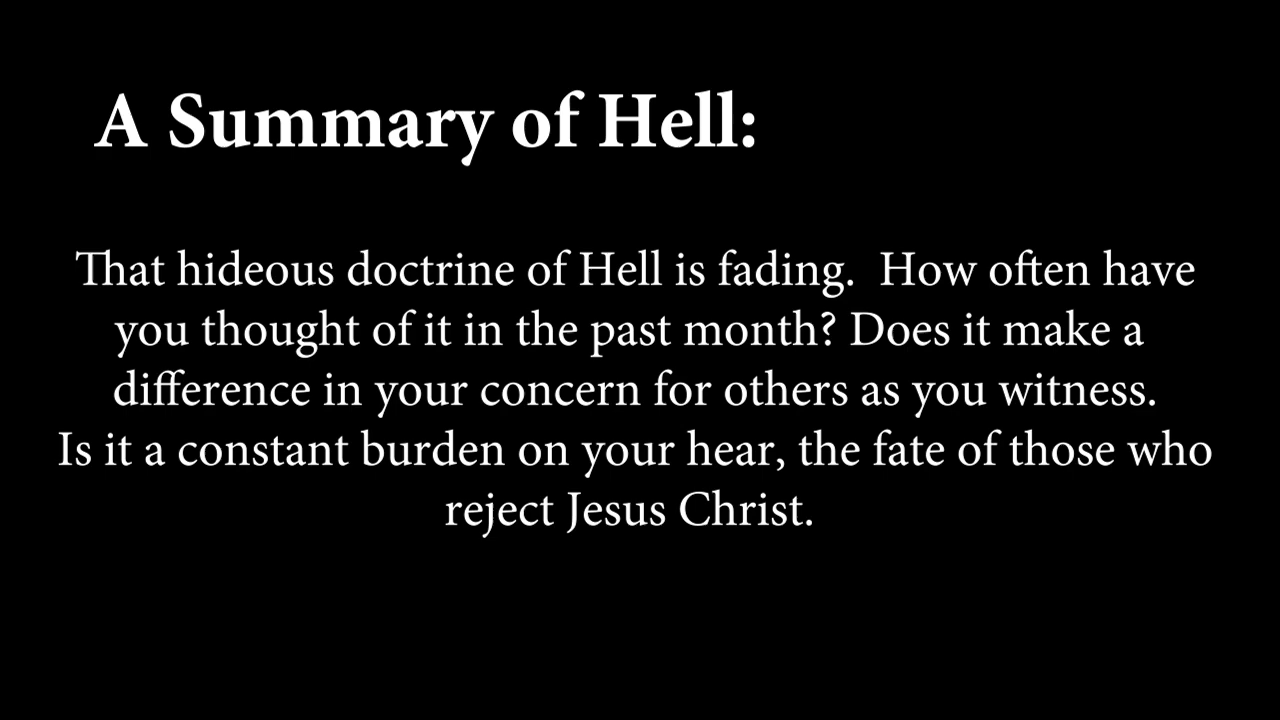 A Summary of Hell:
That hideous doctrine of Hell is fading.  How often have
you thought of it in the past month? Does it make a
difference in your concern for others as you witness.
Is it a constant burden on your hear, the fate of those who
reject Jesus Christ.